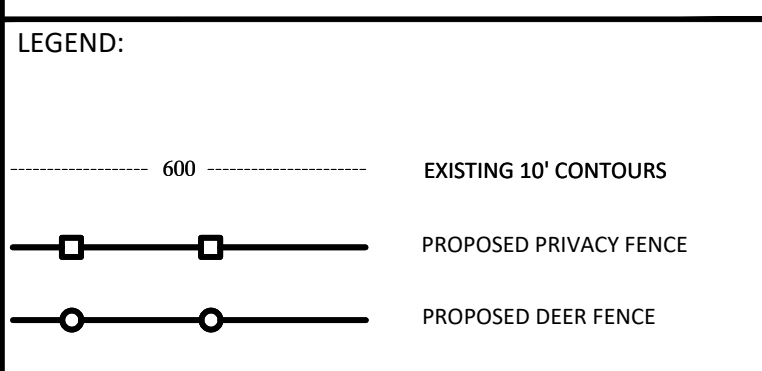 LEGEND:
600 EXISTING 10' CONTOURS
PROPOSED PRIVACY FENCE
PROPOSED DEER FENCE